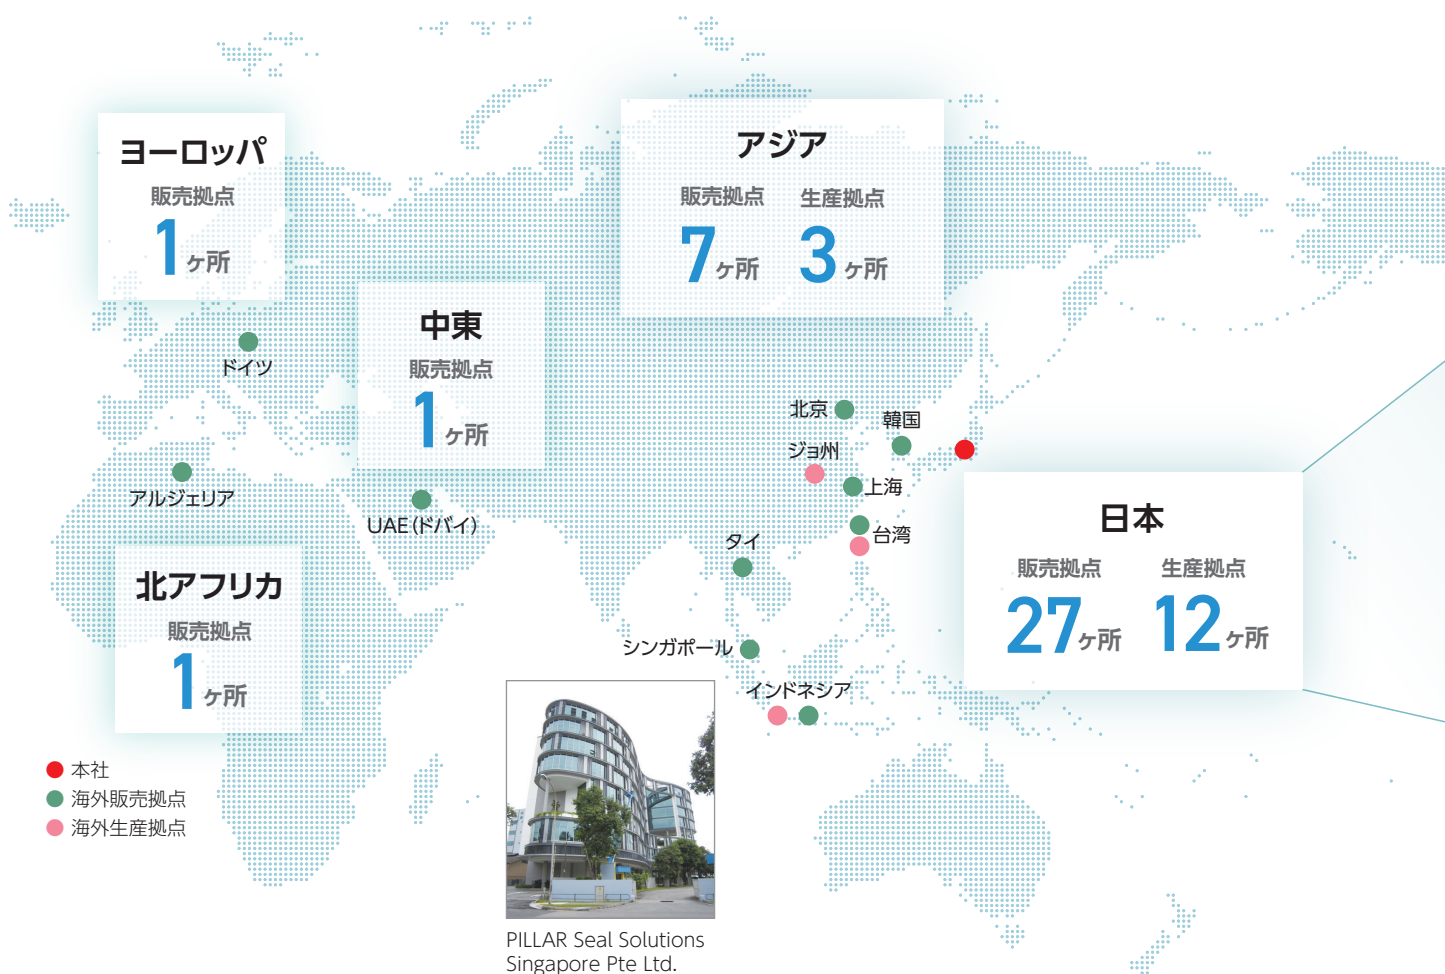 ヨーロッパ
販売拠点
1ヶ所
アジア
販売拠点 生産拠点
7ヶ所 3ヶ所
中東
販売拠点
1ヶ所
ドイツ
アルジェリア
UAE(ドバイ)
北京
韓国
ジョ州
上海
台湾
タイ
シンガポール
インドネシア
日本
販売拠点 生産拠点
27ヶ所 12ヶ所
北アフリカ
販売拠点
1ヶ所
本社
海外販売拠点
海外生産拠点
PILLAR Seal Solutions
Singapore Pte Ltd.